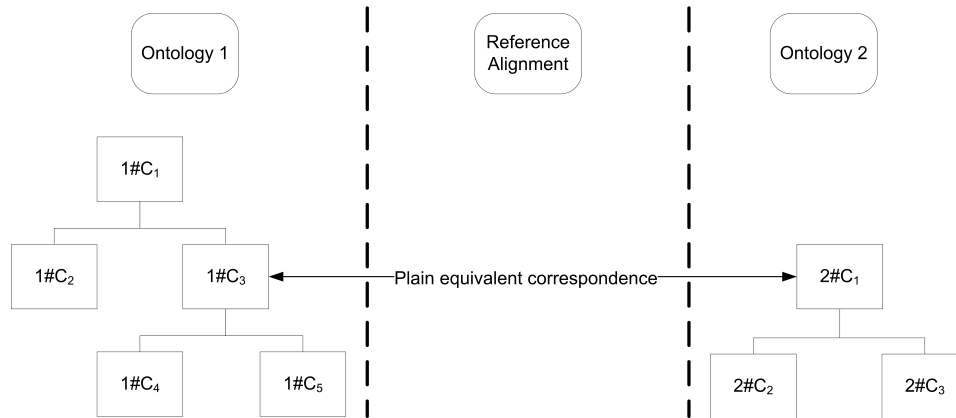 Ontology 1
Reference
Alignment
Ontology 2
1#C₁
1#C₂
1#C₃
Plain equivalent correspondence
2#C₁
1#C₄
1#C₅
2#C₂
2#C₃